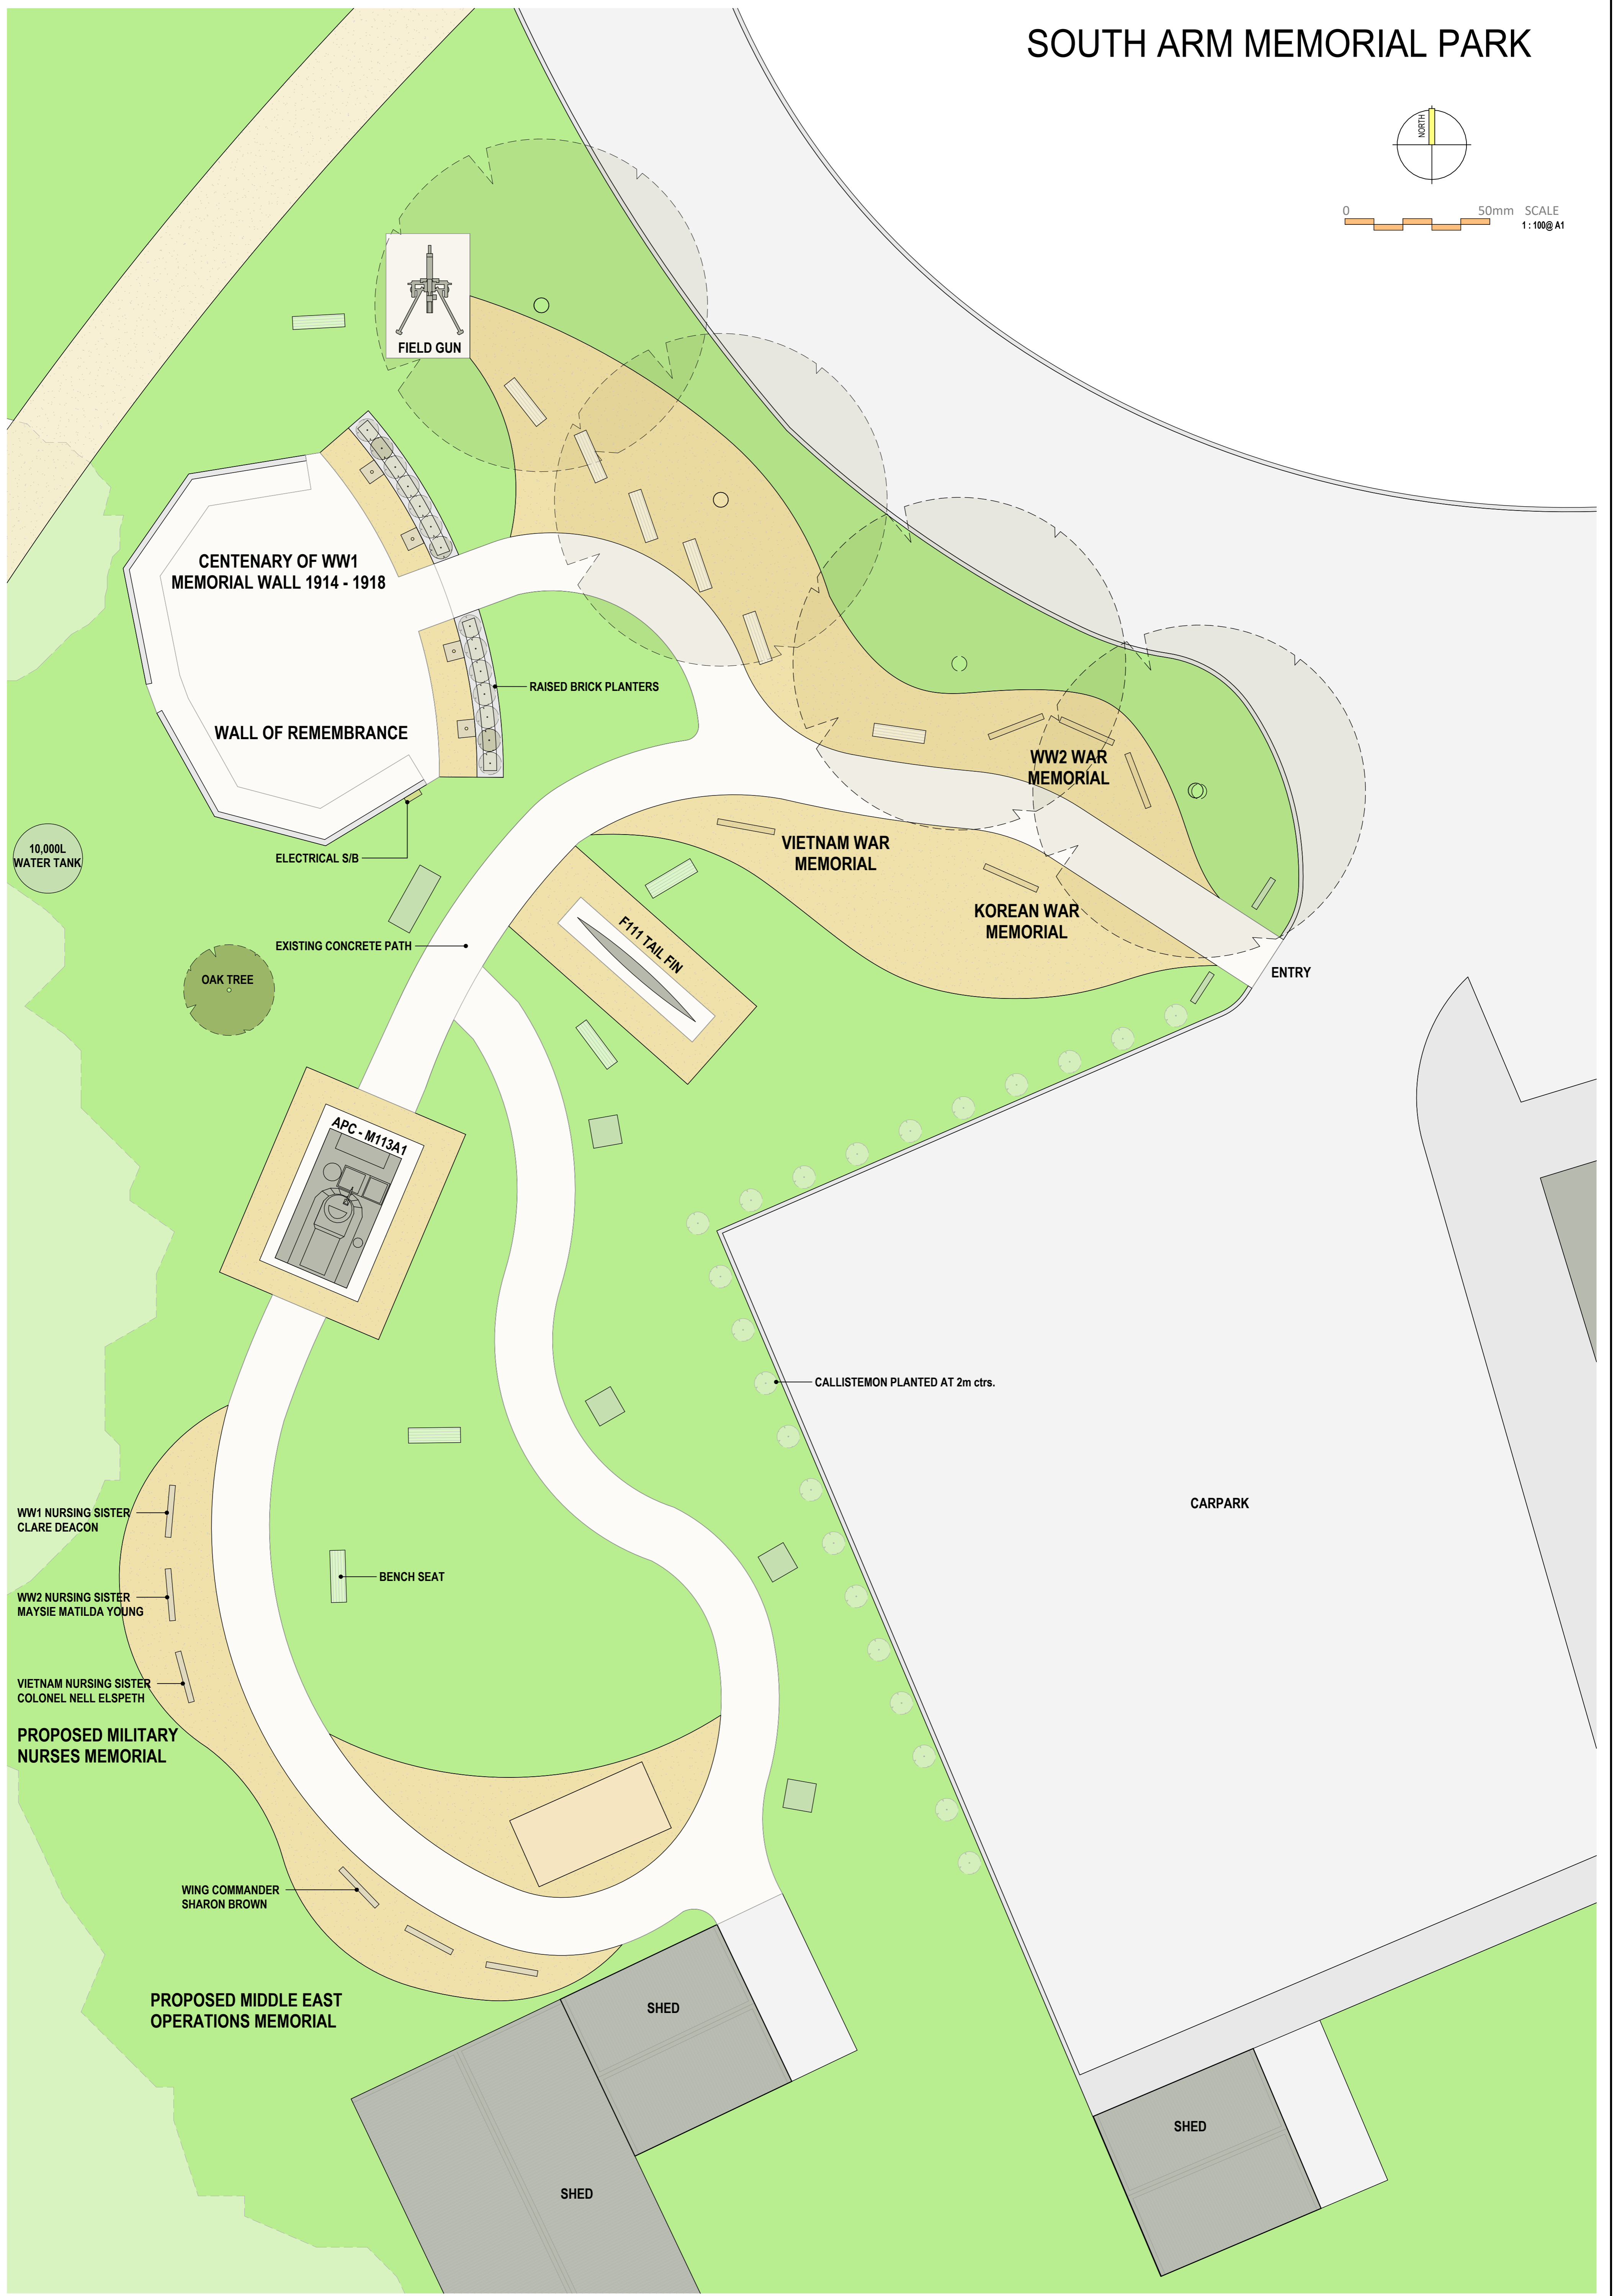 SOUTH ARM MEMORIAL PARK
NORTH
0 50mm SCALE
1 : 100@ A1
FIELD GUN
CENTENARY OF WW1
MEMORIAL WALL 1914 - 1918
RAISED BRICK PLANTERS
WALL OF REMEMBRANCE
WW2 WAR
MEMORIAL
10,000L
WATER TANK
ELECTRICAL S/B
VIETNAM WAR
MEMORIAL
KOREAN WAR
MEMORIAL
F111 TAIL FIN
EXISTING CONCRETE PATH
ENTRY
OAK TREE
APC - M113A1
CALLISTEMON PLANTED AT 2m ctrs.
CARPARK
WW1 NURSING SISTER
CLARE DEACON
BENCH SEAT
WW2 NURSING SISTER
MAYSIE MATILDA YOUNG
VIETNAM NURSING SISTER
COLONEL NELL ELSPETH
PROPOSED MILITARY
NURSES MEMORIAL
WING COMMANDER
SHARON BROWN
PROPOSED MIDDLE EAST
OPERATIONS MEMORIAL
SHED
SHED
SHED